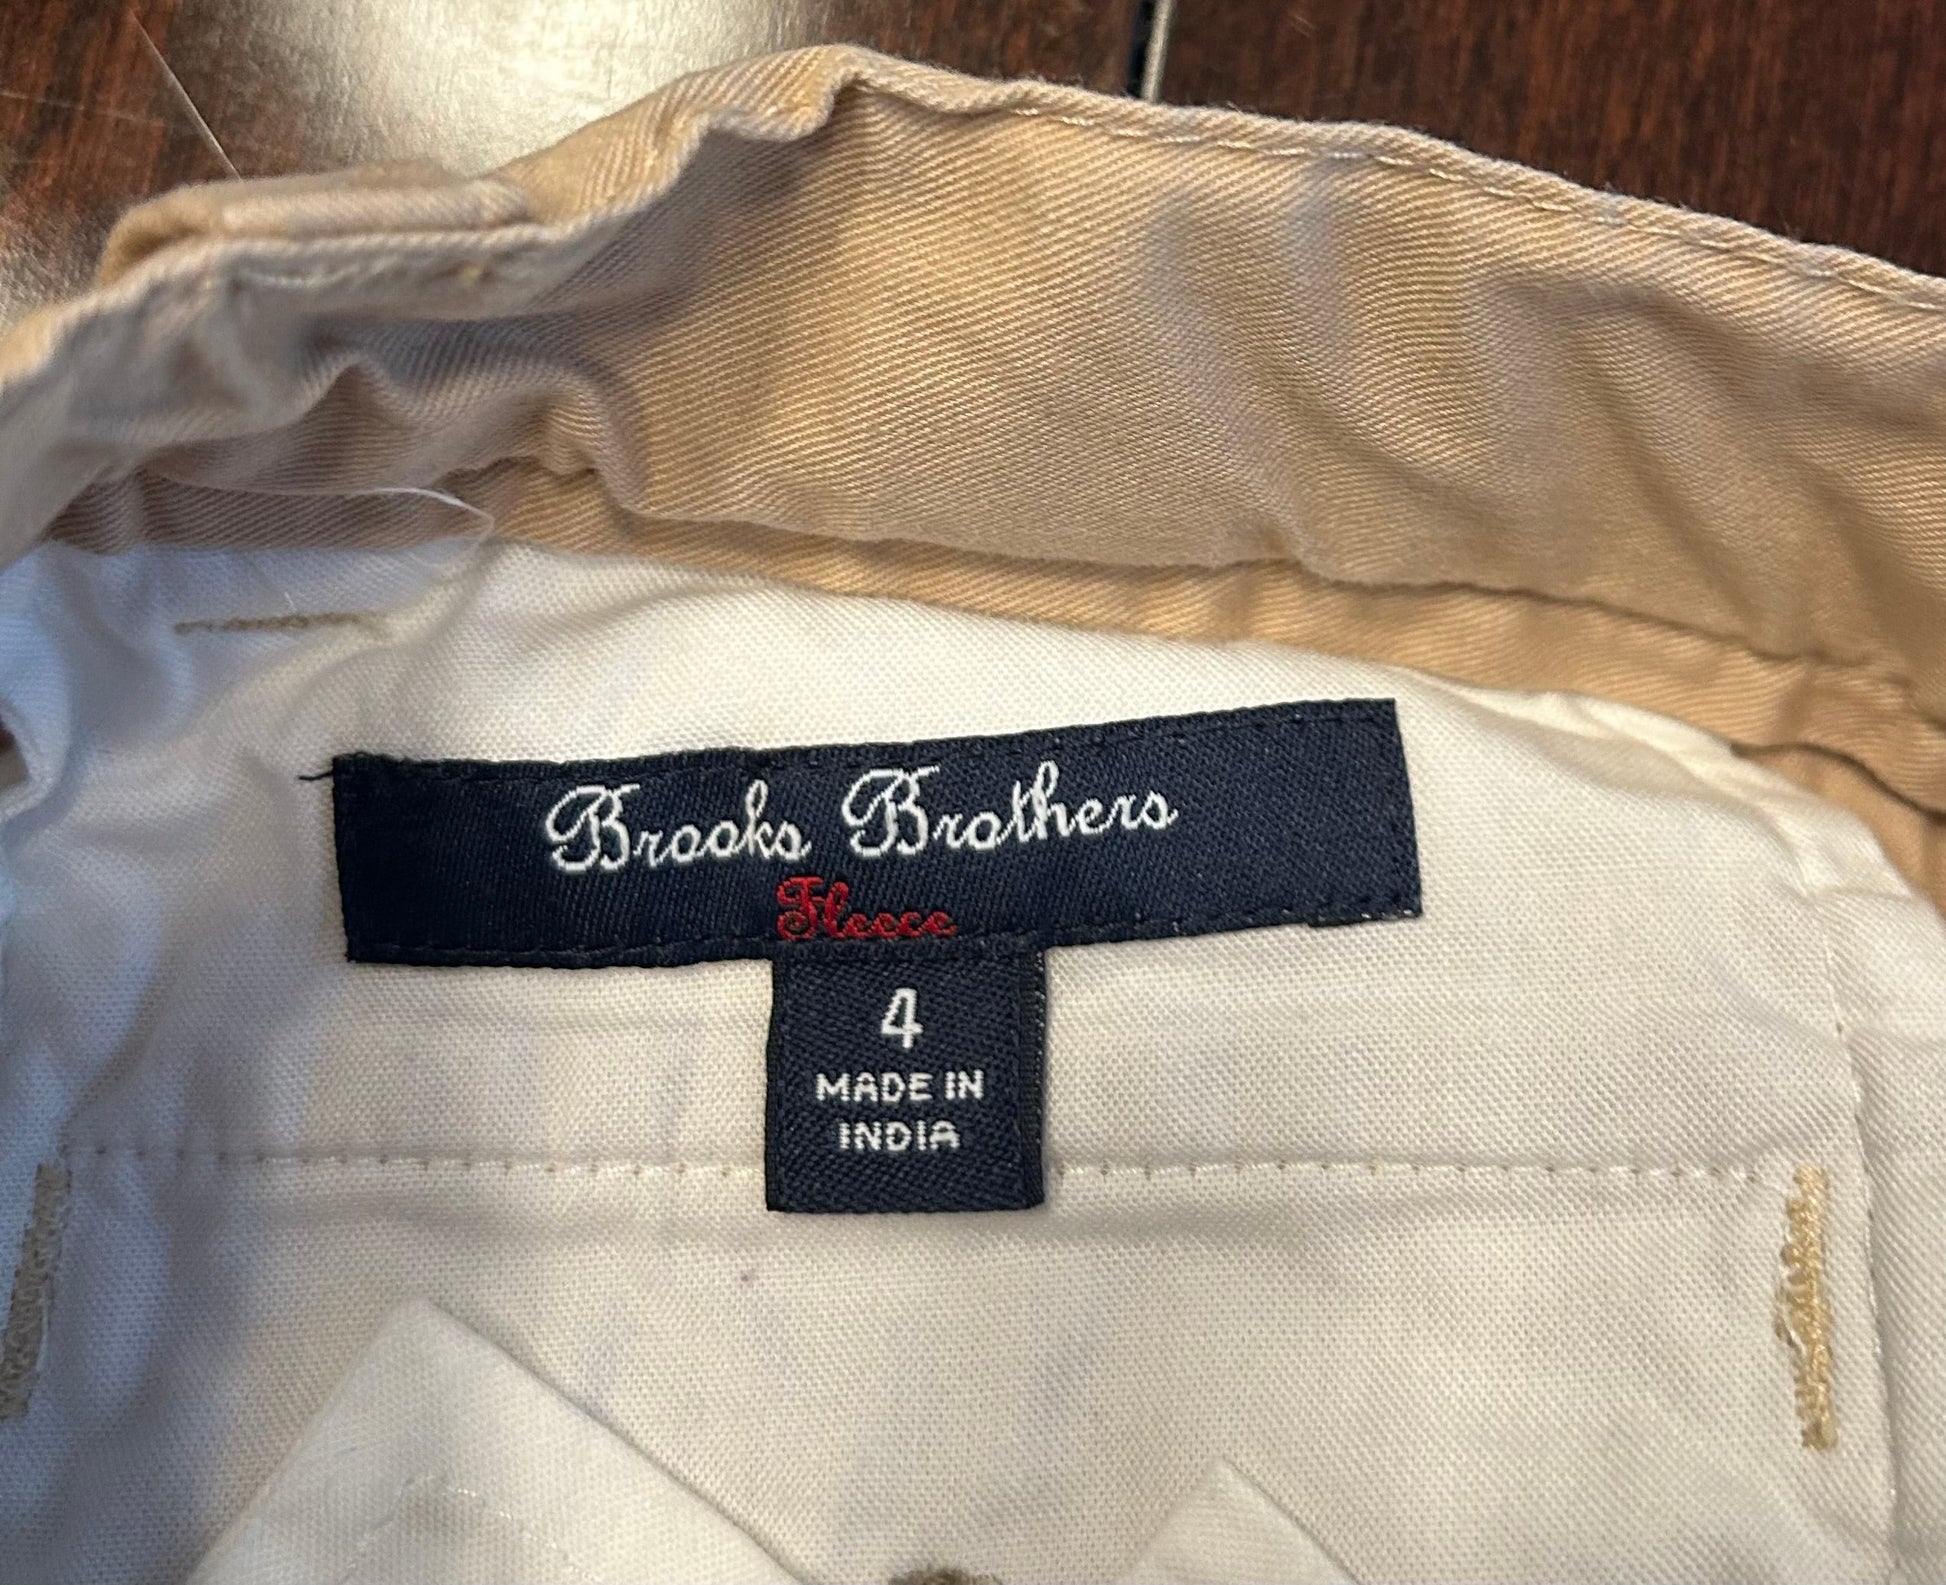 Brooks Brothers
Fleece
4
MADE IN
INDIA